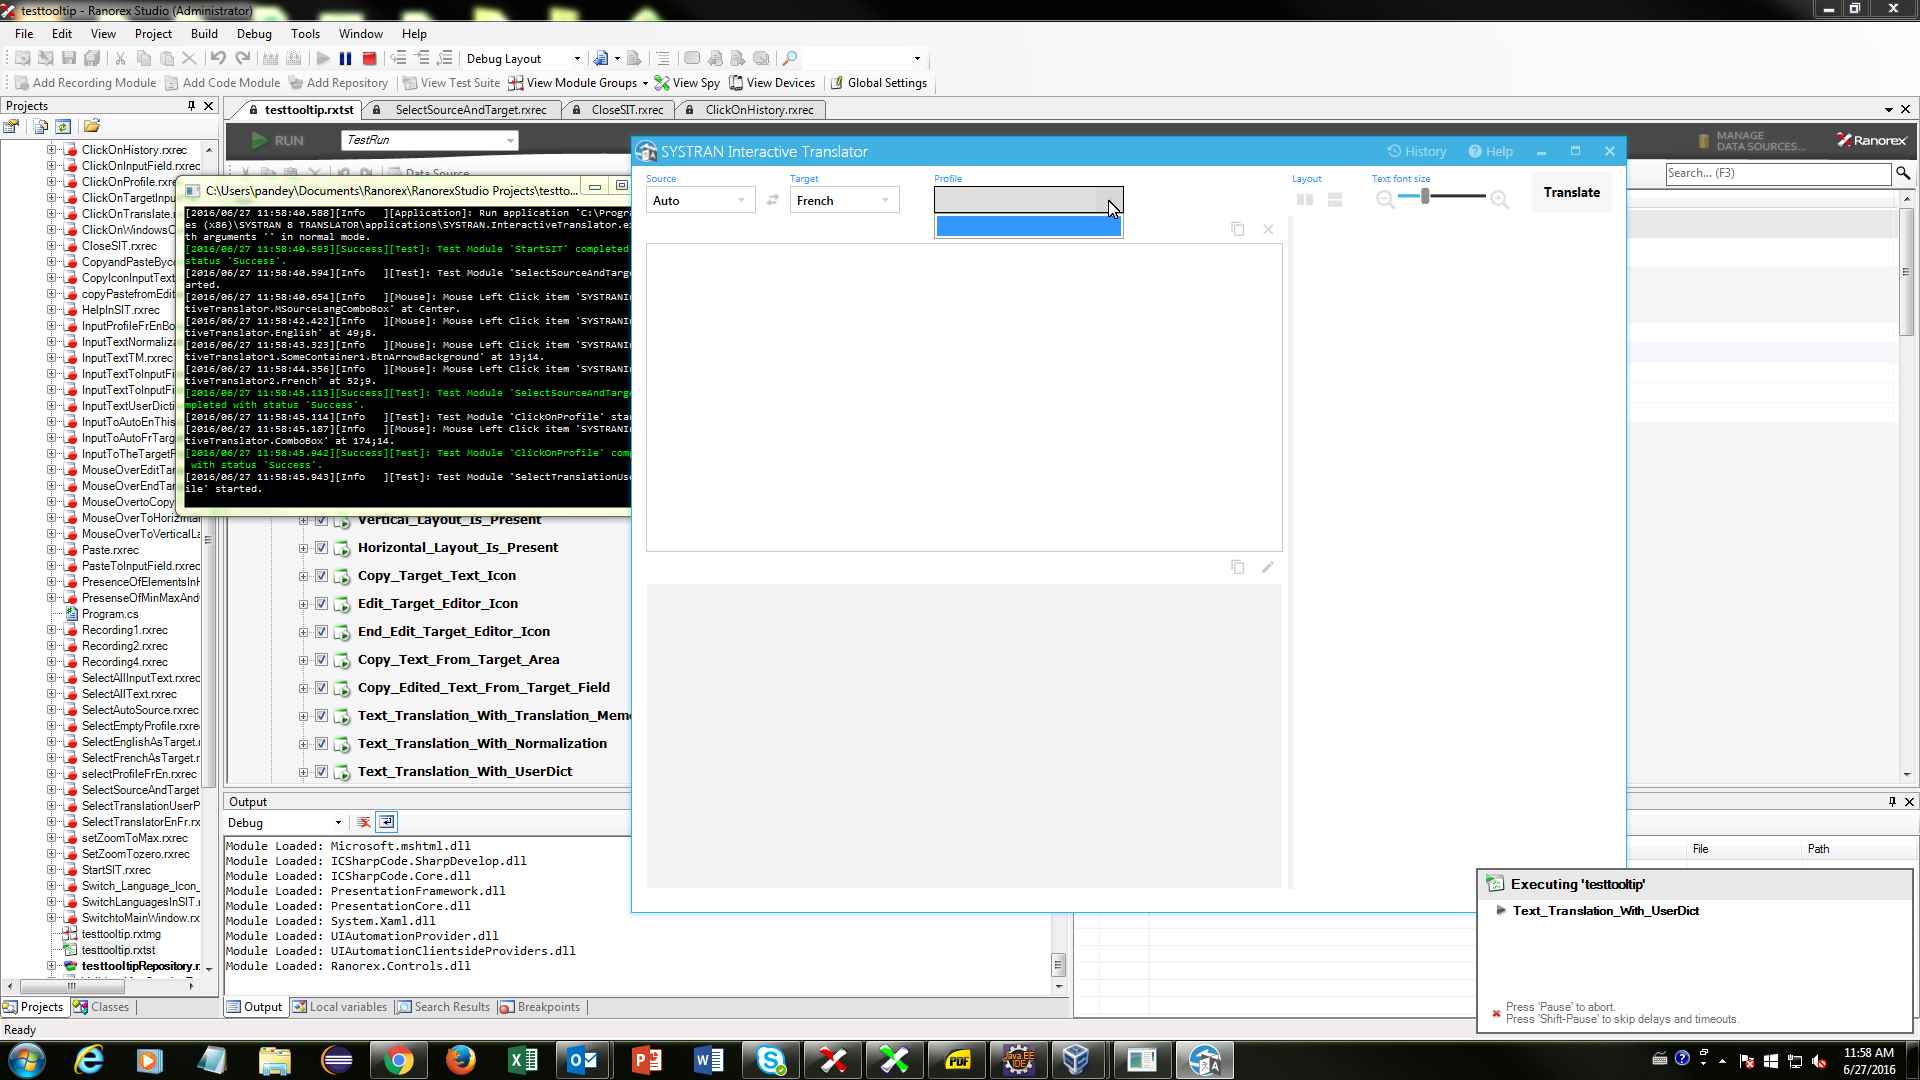 testtooltip - Ranorex Studio (Administrator)
File Edit View Project Build Debug Tools Window Help
Debug Layout
Add Recording Module Add Code Module Add Repository View Test Suite View Module Groups View Spy View Devices Global Settings
Projects
testtooltip.rxtst SelectSourceAndTarget.rxrec CloseSIT.rxrec ClickOnHistory.rxrec
RUN TestRun
MANAGE
DATA SOURCES...
Ranorex
Data Source
Search... (F3)
ClickOnHistory.rxrec
ClickOnInputField.rxrec
ClickOnProfile.rxrec
ClickOnTargetInpu
ClickOnTranslate.r
ClickOnWindowsC
CloseSIT.rxrec
CopyandPasteByco
CopyIconInputText
copyPastefromEdit
HelpInSIT.rxrec
InputProfileFrEnBo
InputTextNormaliza
InputTextTM.rxrec
InputTextToInputFi
InputTextToInputFi
InputTextUserDicti
InputToAutoEnThis
InputToAutoFrTarg
InputToTheTargetF
MouseOverEditTar
MouseOverEndTar
MouseOvertoCopy
MouseOverToHorizintal
MouseOverToVerticalLa
Paste.rxrec
PasteToInputField.rxrec
PresenceOfElementsInH
PresenseOfMinMaxAnd
Program.cs
Recording1.rxrec
Recording2.rxrec
Recording4.rxrec
SelectAllInputText.rxrec
SelectAllText.rxrec
SelectAutoSource.rxrec
SelectEmptyProfile.rxrec
SelectEnglishAsTarget.r
SelectFrenchAsTarget.r
selectProfileFrEn.rxrec
SelectSourceAndTarget
SelectTranslationUserP
SelectTranslatorEnFr.rx
setZoomToMax.rxrec
SetZoomTozero.rxrec
StartSIT.rxrec
Switch_Language_Icon_
SwitchLanguagesInSIT.r
SwitchtoMainWindow.rx
testtooltip.rxtmg
testtooltip.rxtst
testtooltipRepository.r
Projects Classes
C:\Users\pandey\Documents\Ranorex\RanorexStudio Projects\testto...
[2016/06/27 11:58:40.588][Info ][Application]: Run application 'C:\Progr
es (x86)\SYSTRAN 8 TRANSLATOR\applications\SYSTRAN.InteractiveTranslator.e
th arguments '' in normal mode.
[2016/06/27 11:58:40.593][Success][Test]: Test Module 'StartSIT' completed
status 'Success'.
[2016/06/27 11:58:40.594][Info ][Test]: Test Module 'SelectSourceAndTarg
arted.
[2016/06/27 11:58:40.654][Info ][Mouse]: Mouse Left Click item 'SYSTRANI
tiveTranslator.MSourceLangComboBox' at Center.
[2016/06/27 11:58:42.422][Info ][Mouse]: Mouse Left Click item 'SYSTRANI
tiveTranslator.English' at 49;8.
[2016/06/27 11:58:43.323][Info ][Mouse]: Mouse Left Click item 'SYSTRANI
tiveTranslator1.SomeContainer1.BtnArrowBackground' at 13;14.
[2016/06/27 11:58:44.356][Info ][Mouse]: Mouse Left Click item 'SYSTRANI
tiveTranslator2.French' at 52;9.
[2016/06/27 11:58:45.113][Success][Test]: Test Module 'SelectSourceAndTarg
mpleted with status 'Success'.
[2016/06/27 11:58:45.114][Info ][Test]: Test Module 'ClickOnProfile' sta
[2016/06/27 11:58:45.187][Info ][Mouse]: Mouse Left Click item 'SYSTRANI
tiveTranslator.ComboBox' at 174;14.
[2016/06/27 11:58:45.942][Success][Test]: Test Module 'ClickOnProfile' com
with status 'Success'.
[2016/06/27 11:58:45.943][Info ][Test]: Test Module 'SelectTranslationUs
ile' started.
Vertical_Layout_Is_Present
Horizontal_Layout_Is_Present
Copy_Target_Text_Icon
Edit_Target_Editor_Icon
End_Edit_Target_Editor_Icon
Copy_Text_From_Target_Area
Copy_Edited_Text_From_Target_Field
Text_Translation_With_Translation_Mem
Text_Translation_With_Normalization
Text_Translation_With_UserDict
SYSTRAN Interactive Translator
History Help
Source Target Profile Layout Text font size
Auto French
Translate
Output
Debug
Module Loaded: Microsoft.mshtml.dll
Module Loaded: ICSharpCode.SharpDevelop.dll
Module Loaded: ICSharpCode.Core.dll
Module Loaded: PresentationFramework.dll
Module Loaded: PresentationCore.dll
Module Loaded: System.Xaml.dll
Module Loaded: UIAutomationProvider.dll
Module Loaded: UIAutomationClientsideProviders.dll
Module Loaded: Ranorex.Controls.dll
Output Local variables Search Results Breakpoints
File Path
Executing 'testtooltip'
Text_Translation_With_UserDict
Press 'Pause' to abort.
Press 'Shift-Pause' to skip delays and timeouts.
Ready
PDF
Java EE
IDE
11:58 AM
6/27/2016